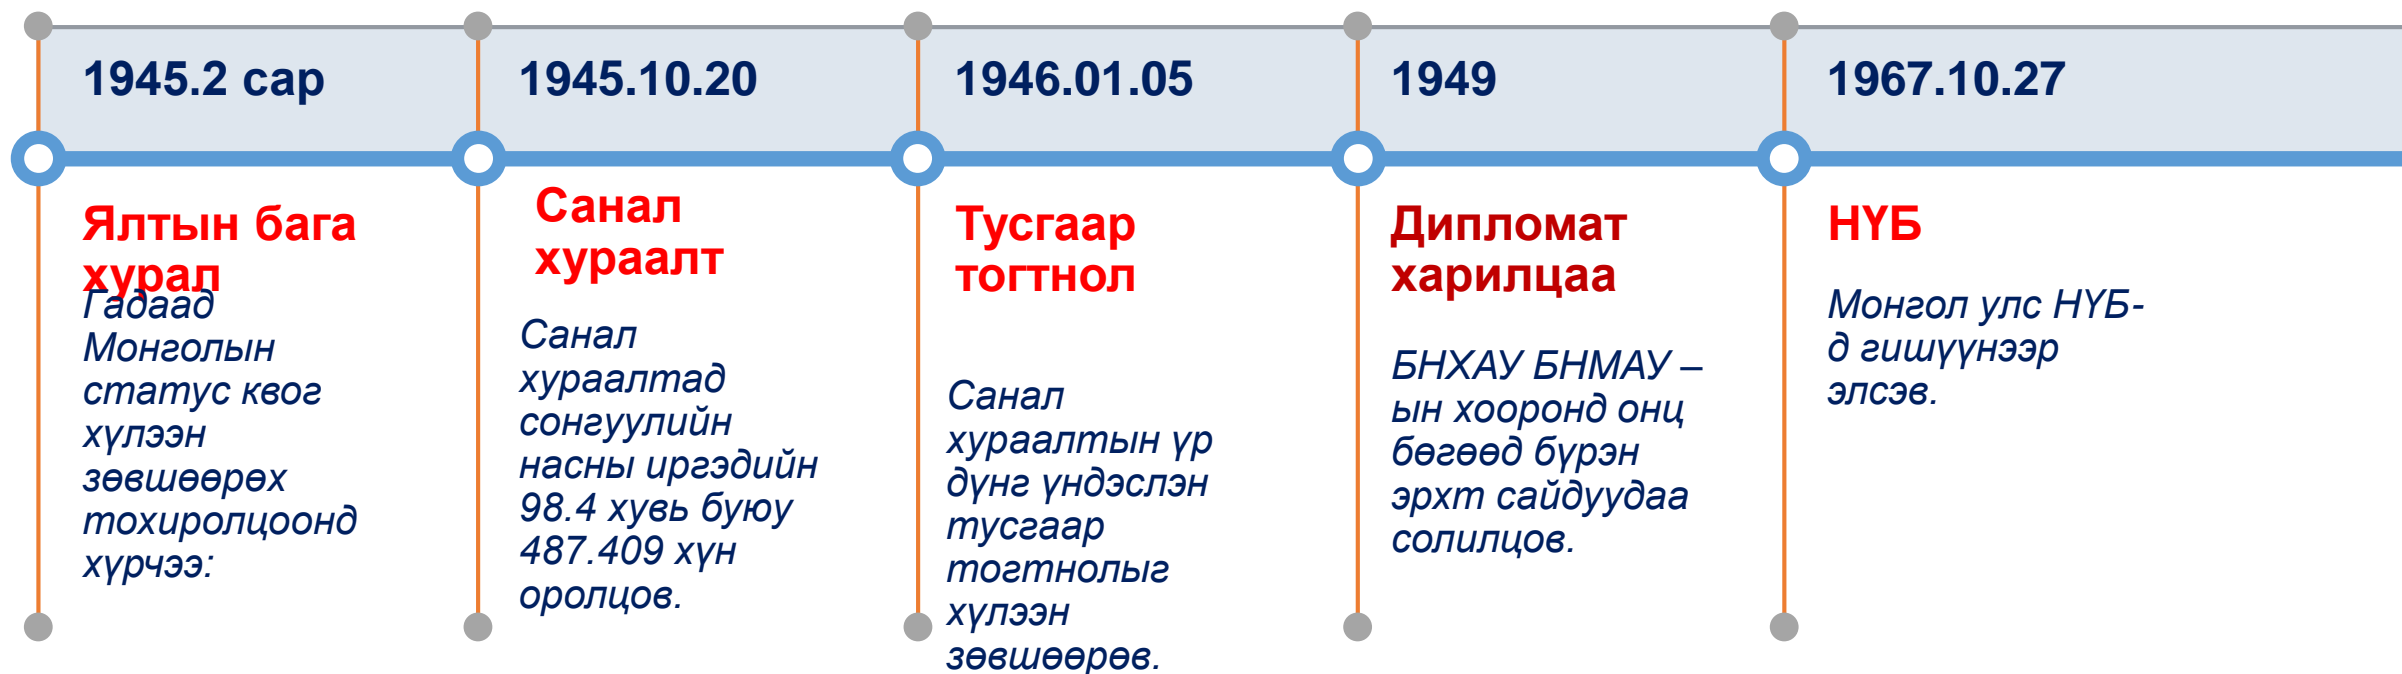 1945.2 сар
Ялтын бага
хурал
Гадаад
Монголын
статус квог
хүлээн
зөвшөөрөх
тохиролцоонд
хүрчээ:
1945.10.20
Санал
хураалт
Санал
хураалтад
сонгуулийн
насны иргэдийн
98.4 хувь буюу
487.409 хүн
оролцов.
1946.01.05
Тусгаар
тогтнол
Санал
хураалтын үр
дүнг үндэслэн
тусгаар
тогтнолыг
хүлээн
зөвшөөрөв.
1949
Дипломат
харилцаа
БНХАУ БНМАУ –
ын хооронд онц
бөгөөд бүрэн
эрхт сайдуудаа
солилцов.
1967.10.27
НҮБ
Монгол улс НҮБ-
д гишүүнээр
элсэв.